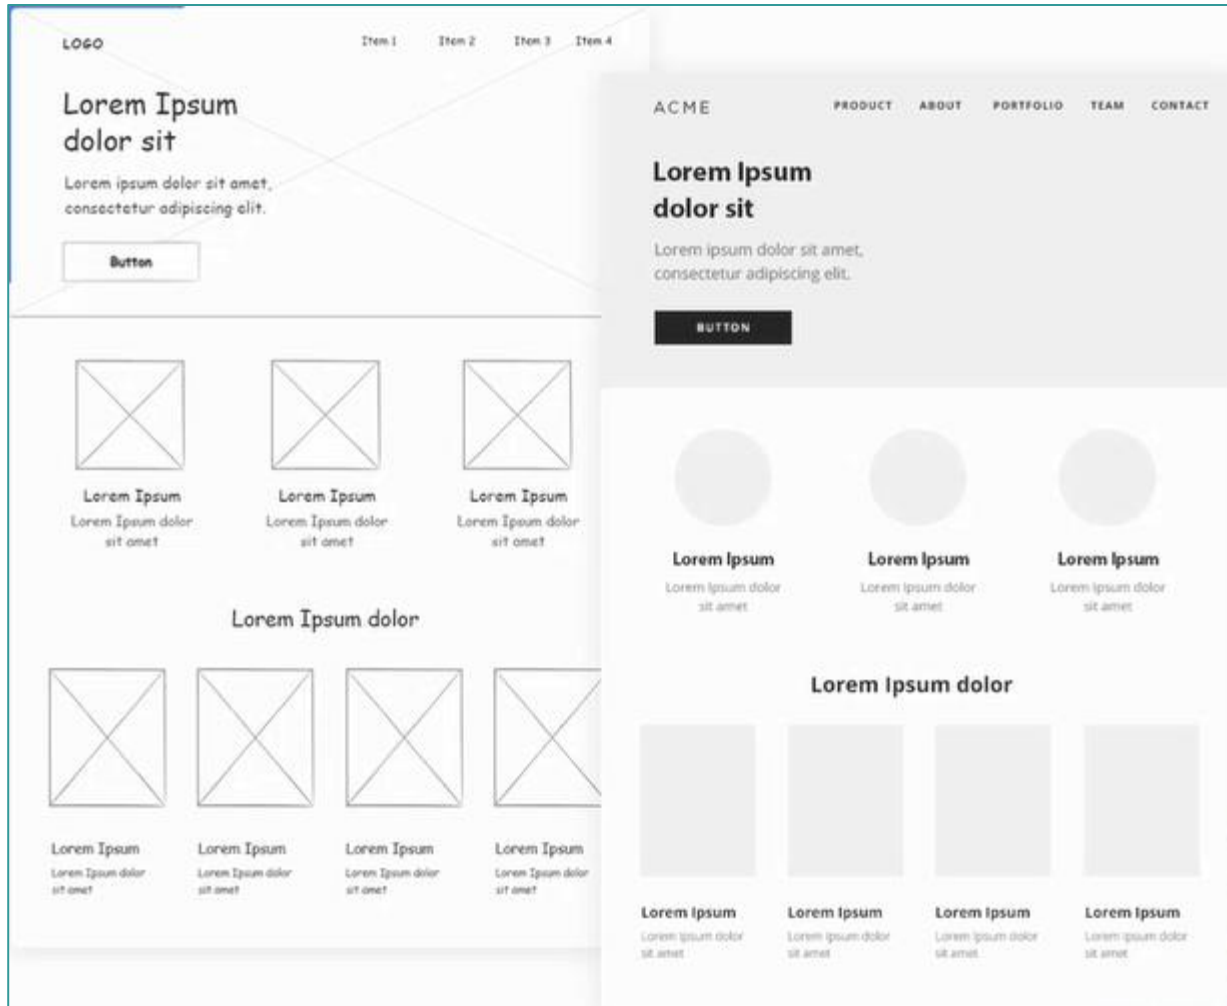 LOGO
Item 1 Item 2 Item 3 Item 4
Lorem Ipsum
dolor sit
Lorem ipsum dolor sit amet,
consectetur adipiscing elit.
Button
Lorem Ipsum Lorem Ipsum Lorem Ipsum
Lorem Ipsum dolor Lorem Ipsum dolor Lorem Ipsum dolor
sit amet sit amet sit amet
Lorem Ipsum dolor
Lorem Ipsum Lorem Ipsum Lorem Ipsum Lorem Ipsum
Lorem Ipsum dolor Lorem Ipsum dolor Lorem Ipsum dolor Lorem Ipsum dolor
sit amet sit amet sit amet sit amet
ACME
PRODUCT ABOUT PORTFOLIO TEAM CONTACT
Lorem Ipsum
dolor sit
Lorem ipsum dolor sit amet,
consectetur adipiscing elit.
BUTTON
Lorem Ipsum Lorem Ipsum Lorem Ipsum
Lorem Ipsum dolor Lorem Ipsum dolor Lorem Ipsum dolor
sit amet sit amet sit amet
Lorem Ipsum dolor
Lorem Ipsum Lorem Ipsum Lorem Ipsum Lorem Ipsum
Lorem ipsum dolor Lorem ipsum dolor Lorem ipsum dolor Lorem ipsum dolor
sit amet sit amet sit amet sit amet